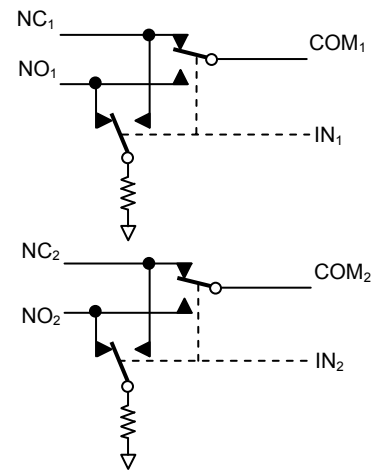 NC₁
COM₁
NO₁
IN₁
NC₂
COM₂
NO₂
IN₂